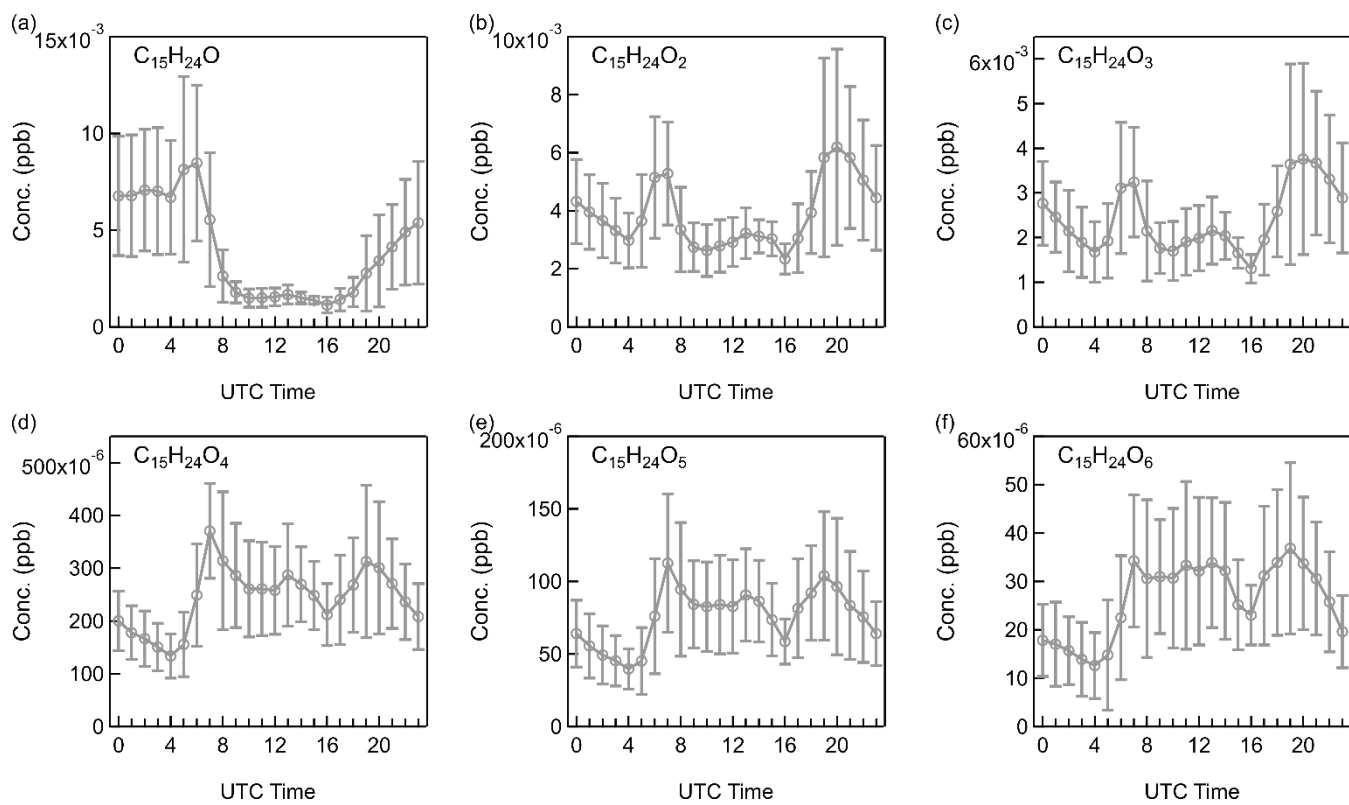 (a)
15x10⁻³
C₁₅H₂₄O
10
5
0
Conc. (ppb)
0 4 8 12 16 20
UTC Time
(b)
10x10⁻³
C₁₅H₂₄O₂
8
6
4
2
0
Conc. (ppb)
0 4 8 12 16 20
UTC Time
(c)
6x10⁻³
C₁₅H₂₄O₃
5
4
3
2
1
0
Conc. (ppb)
0 4 8 12 16 20
UTC Time
(d)
500x10⁻⁶
C₁₅H₂₄O₄
400
300
200
100
0
Conc. (ppb)
0 4 8 12 16 20
UTC Time
(e)
200x10⁻⁶
C₁₅H₂₄O₅
150
100
50
0
Conc. (ppb)
0 4 8 12 16 20
UTC Time
(f)
60x10⁻⁶
C₁₅H₂₄O₆
50
40
30
20
10
0
Conc. (ppb)
0 4 8 12 16 20
UTC Time